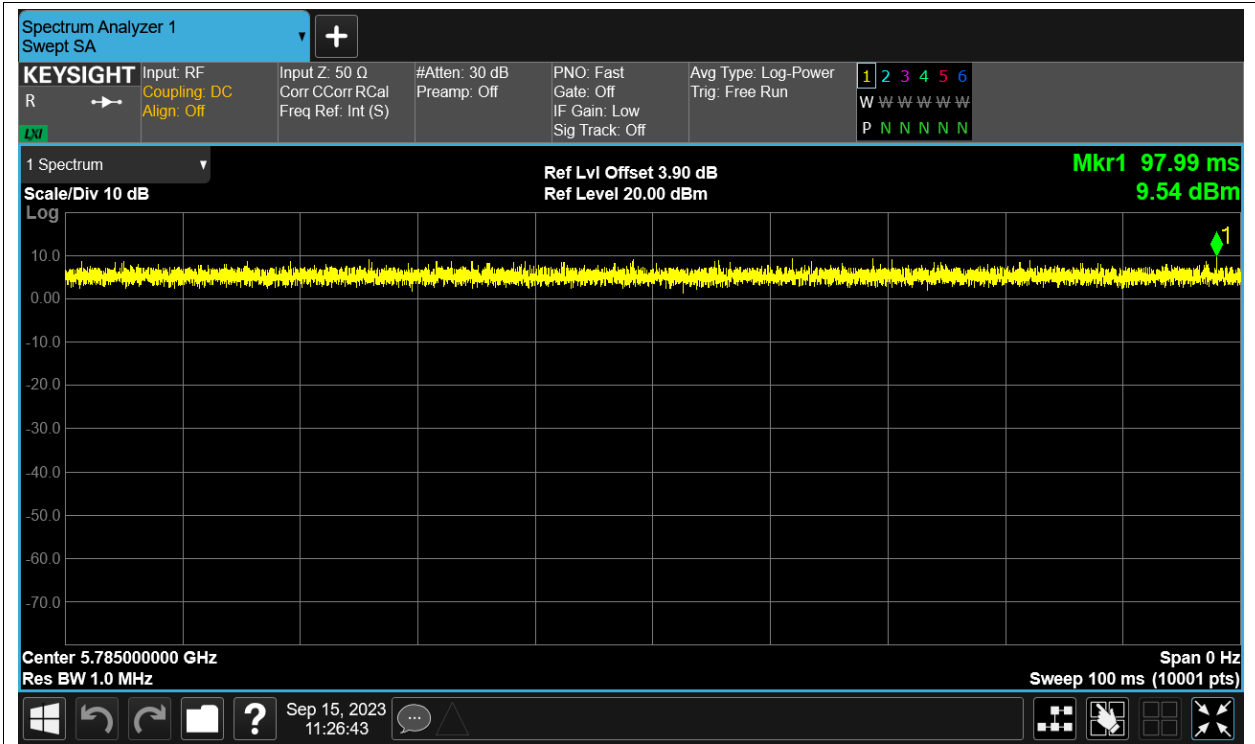 Spectrum Analyzer 1
Swept SA
KEYSIGHT
R
LXI
Input: RF
Coupling: DC
Align: Off
Input Z: 50 Ω
Corr CCorr RCal
Freq Ref: Int (S)
#Atten: 30 dB
Preamp: Off
PNO: Fast
Gate: Off
IF Gain: Low
Sig Track: Off
Avg Type: Log-Power
Trig: Free Run
1 2 3 4 5 6
W W W W W W
P N N N N N
1 Spectrum
Scale/Div 10 dB
Ref Lvl Offset 3.90 dB
Ref Level 20.00 dBm
Mkr1 97.99 ms
9.54 dBm
Log
1
10.0
0.00
-10.0
-20.0
-30.0
-40.0
-50.0
-60.0
-70.0
Center 5.785000000 GHz
Span 0 Hz
Res BW 1.0 MHz
Sweep 100 ms (10001 pts)
?
Sep 15, 2023
11:26:43